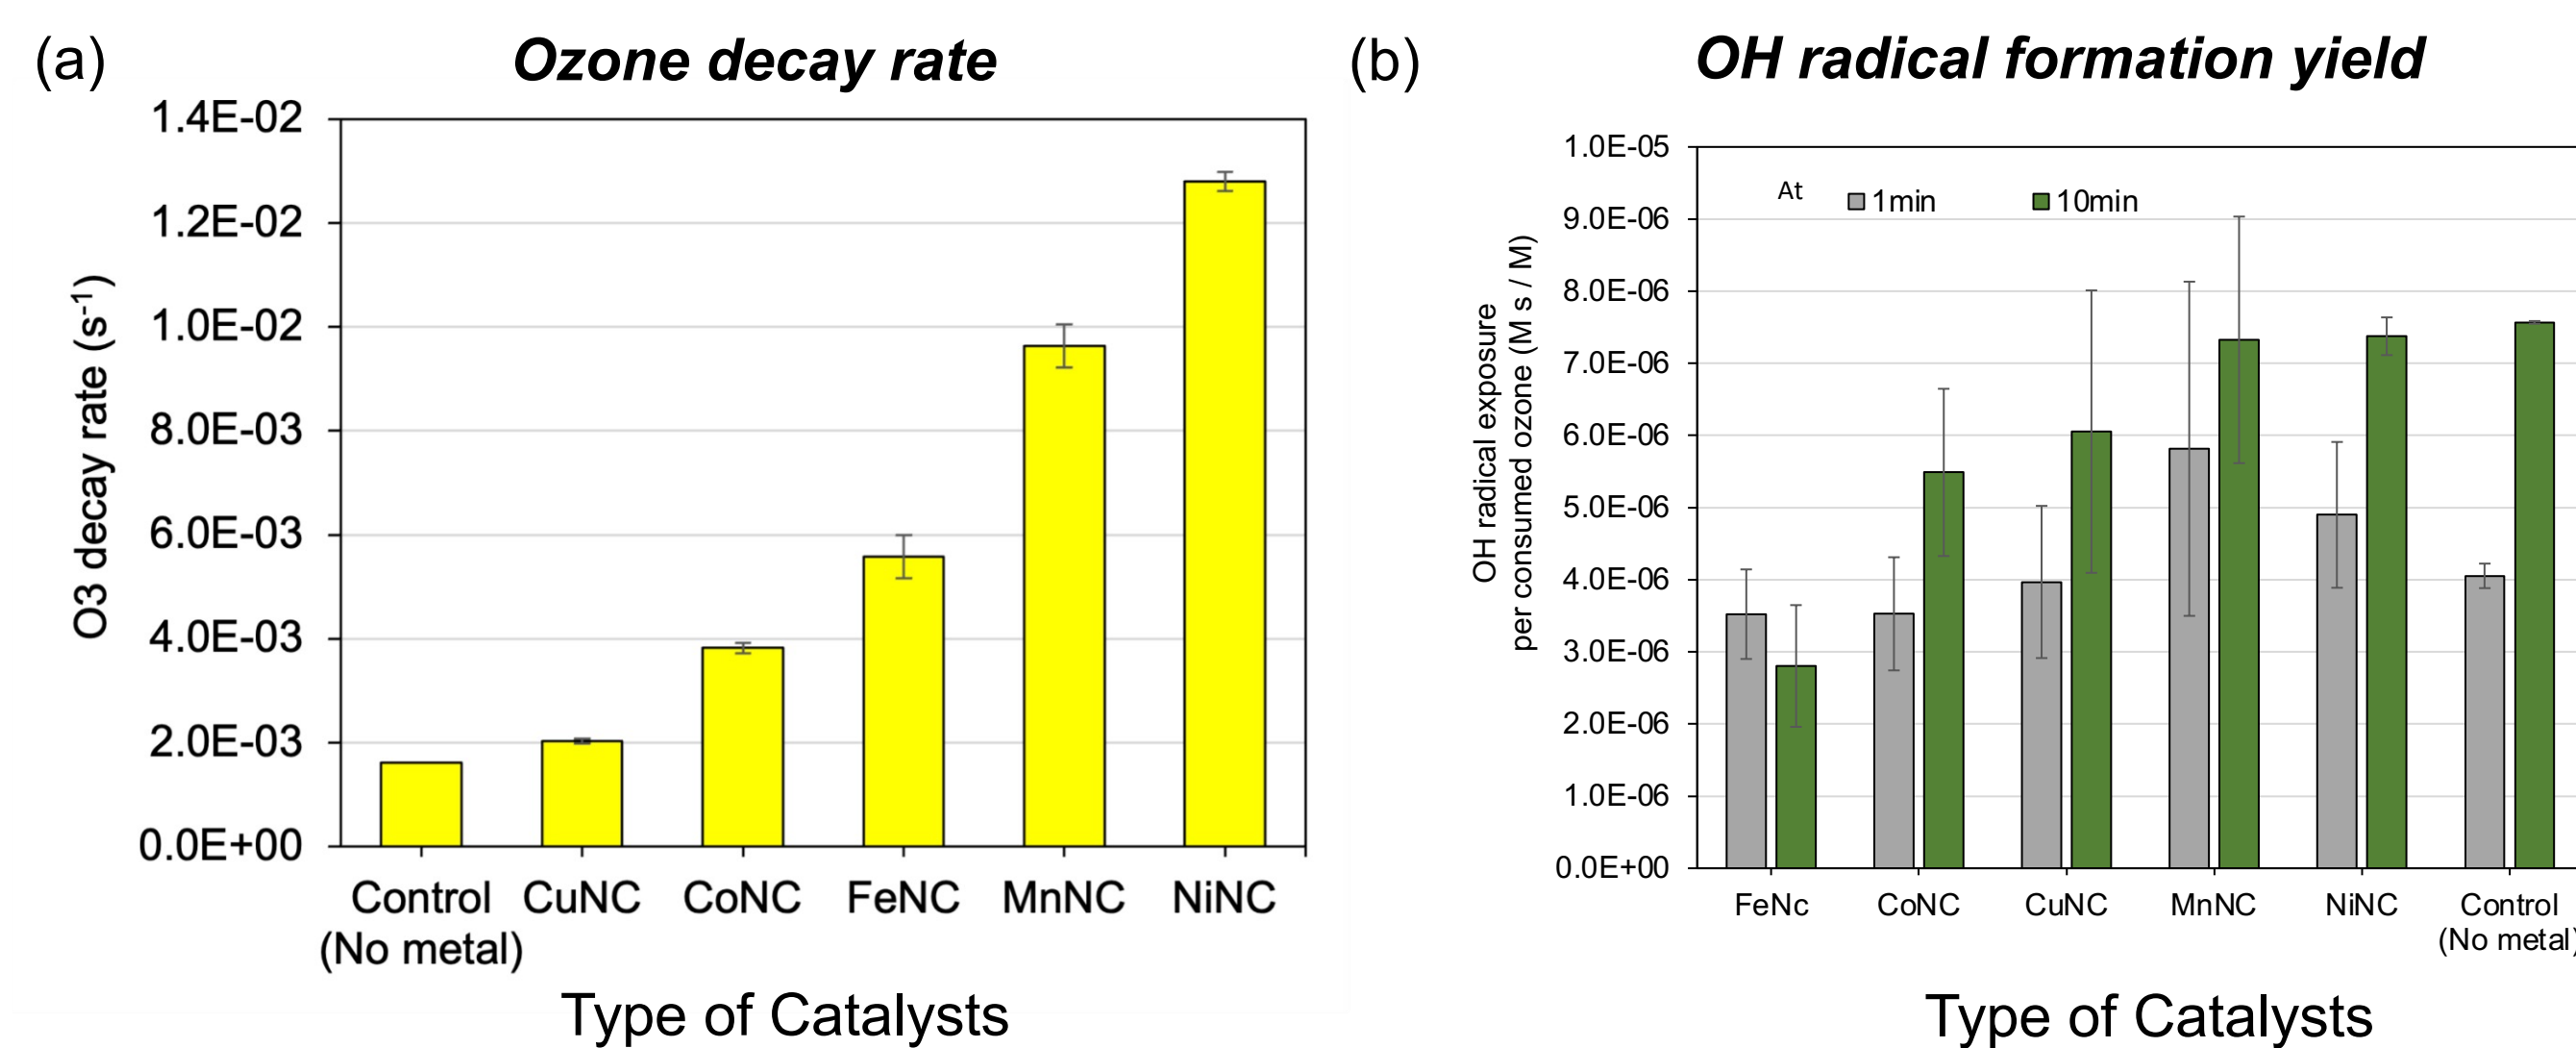 (a)
Ozone decay rate
O3 decay rate (s-1)
1.4E-02
1.2E-02
1.0E-02
8.0E-03
6.0E-03
4.0E-03
2.0E-03
0.0E+00
Control CuNC CoNC FeNC MnNC NiNC
(No metal)
Type of Catalysts
(b)
OH radical formation yield
OH radical exposure
per consumed ozone (M s / M)
1.0E-05
9.0E-06
8.0E-06
7.0E-06
6.0E-06
5.0E-06
4.0E-06
3.0E-06
2.0E-06
1.0E-06
0.0E+00
At 1min 10min
FeNc CoNC CuNC MnNC NiNC Control
(No metal)
Type of Catalysts